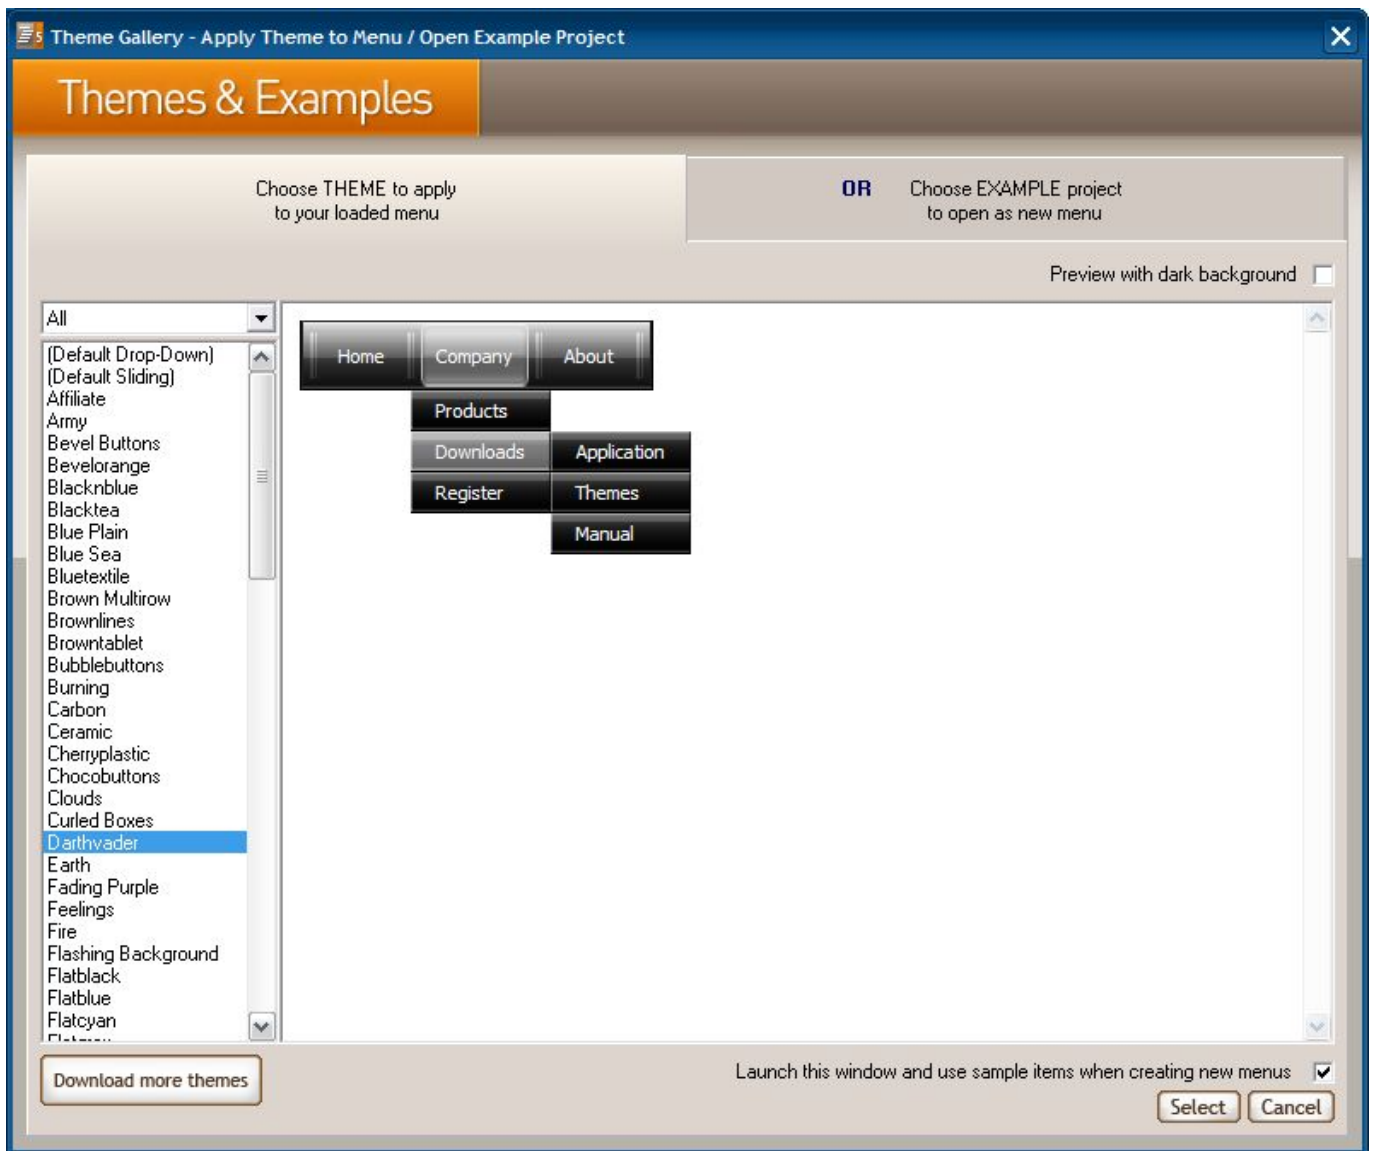 Theme Gallery - Apply Theme to Menu / Open Example Project
Themes & Examples
Choose THEME to apply
to your loaded menu
OR Choose EXAMPLE project
to open as new menu
Preview with dark background
All
(Default Drop-Down)
(Default Sliding)
Affiliate
Army
Bevel Buttons
Bevelorange
Blacknblue
Blacktea
Blue Plain
Blue Sea
Bluetextile
Brown Multirow
Brownlines
Browntablet
Bubblebuttons
Burning
Carbon
Ceramic
Cherryplastic
Chocobuttons
Clouds
Curled Boxes
Darthvader
Earth
Fading Purple
Feelings
Fire
Flashing Background
Flatblack
Flatblue
Flatcyan
Home Company About
Products
Downloads Application
Register Themes
Manual
Download more themes
Launch this window and use sample items when creating new menus
Select Cancel